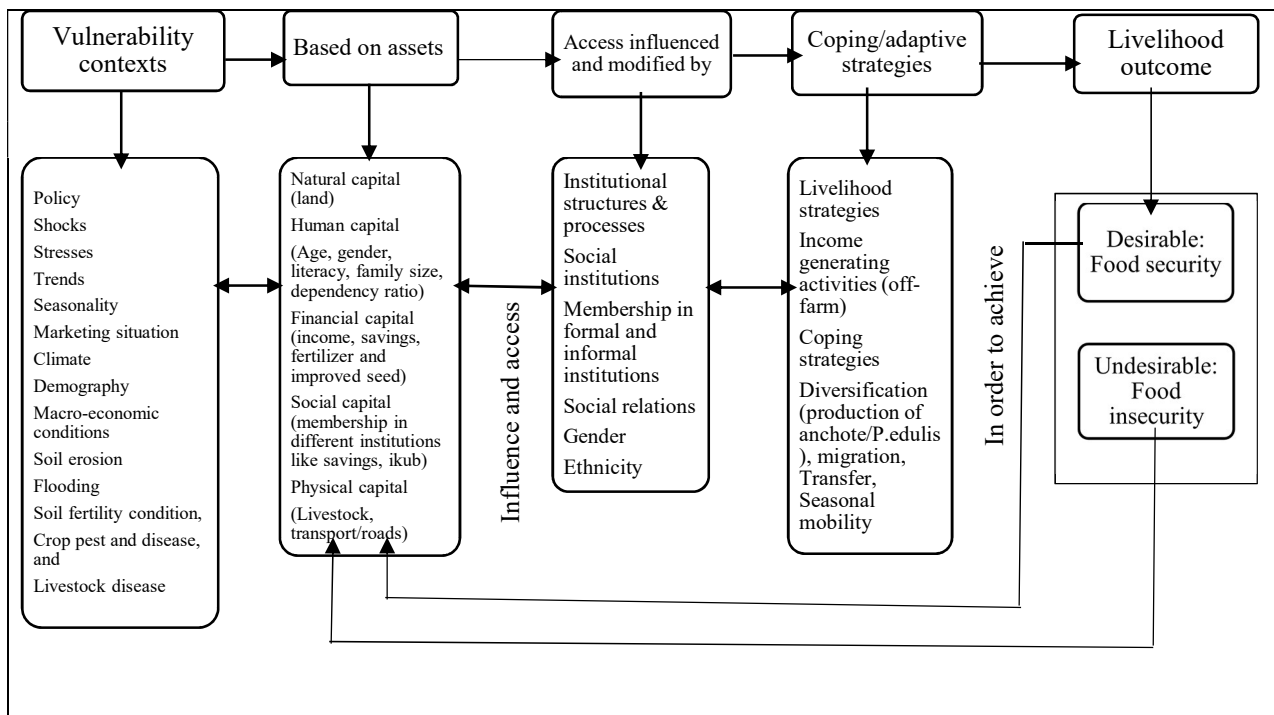 Vulnerability
contexts
Based on assets
Access influenced
and modified by
Coping/adaptive
strategies
Livelihood
outcome
Policy
Shocks
Stresses
Trends
Seasonality
Marketing situation
Climate
Demography
Macro-economic
conditions
Soil erosion
Flooding
Soil fertility condition,
Crop pest and disease,
and
Livestock disease
Natural capital
(land)
Human capital
(Age, gender,
literacy, family size,
dependency ratio)
Financial capital
(income, savings,
fertilizer and
improved seed)
Social capital
(membership in
different institutions
like savings, ikub)
Physical capital
(Livestock,
transport/roads)
Influence and access
Institutional
structures &
processes
Social
institutions
Membership in
formal and
informal
institutions
Social relations
Gender
Ethnicity
Livelihood
strategies
Income
generating
activities (off-
farm)
Coping
strategies
Diversification
(production of
anchote/P.edulis
), migration,
Transfer,
Seasonal
mobility
In order to achieve
Desirable:
Food security
Undesirable:
Food
insecurity